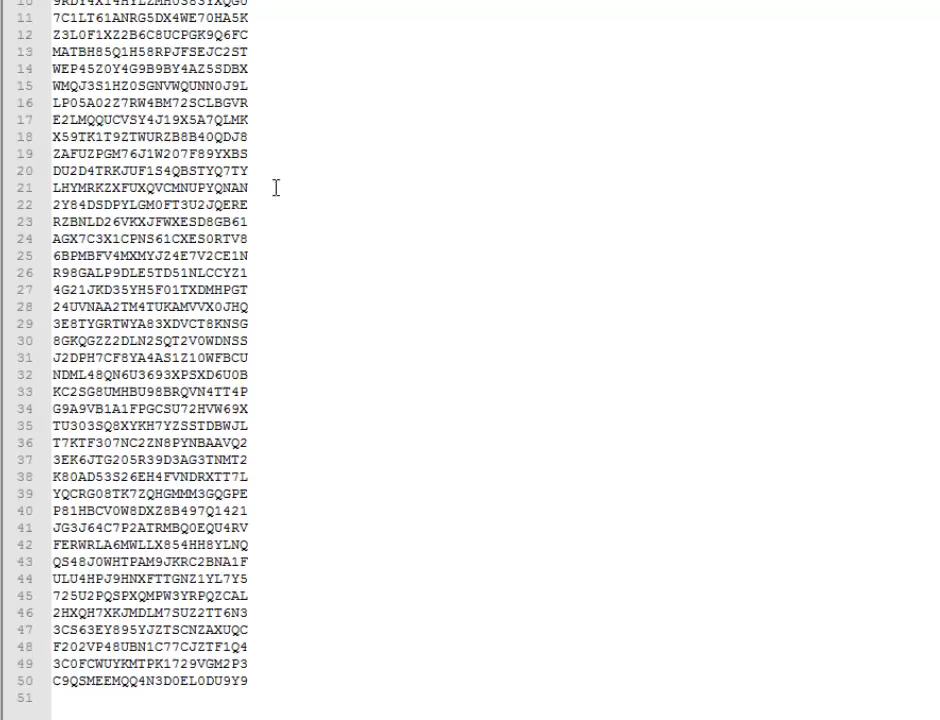 11 7C1LT61ANRG5DX4WE70HA5K
12 Z3L0F1XZ2B6C8UCPGK9Q6FC
13 MATBH85Q1H58RPJFSEJC2ST
14 WEP45Z0Y4G9B9BY4AZ5SDBX
15 WMQJ3S1HZ0SGNVWQUNN0J9L
16 LP05A02Z7RW4BM72SCLBGVR
17 E2LMQQUCVSY4J19X5A7QLMK
18 X59TK1T9ZTWURZB8B40QDJ8
19 ZAFUZPGM76J1W207F89YXBS
20 DU2D4TRKJUF1S4QBSTYQ7TY
21 LHYMRKZXFUXQVCMNUPYQNAN
22 2Y84DSDPYLGM0FT3U2JQERE
23 RZBNLD26VKXJFWXESD8GB61
24 AGX7C3X1CPNS61CXES0RTV8
25 6BPMBFV4MXMYJZ4E7V2CE1N
26 R98GALP9DLE5TD51NLCCYZ1
27 4G21JKD35YH5F01TXDMHPGT
28 24UVNAA2TM4TUKAMVVX0JHQ
29 3E8TYGRTWYA83XDVCT8KNSG
30 8GKQGZZ2DLN2SQT2V0WDNSS
31 J2DPH7CF8YA4AS1Z10WFBCU
32 NDML48QN6U3693XPSXD6U0B
33 KC2SG8UMHBU98BRQVN4TT4P
34 G9A9VB1A1FPGCSU72HVW69X
35 TU303SQ8XYKH7YZSSTDBWJL
36 T7KTF307NC2ZN8PYNBAAVQ2
37 3EK6JTG205R39D3AG3TNMT2
38 K80AD53S26EH4FVNDRXTT7L
39 YQCRG08TK7ZQHGMMM3GQGPE
40 P81HBCV0W8DXZ8B497Q1421
41 JG3J64C7P2ATRMBQ0EQU4RV
42 FERWRLA6MWLLX854HH8YLNQ
43 QS48J0WHTPAM9JKRC2BNA1F
44 ULU4HPJ9HNXFTTGNZ1YL7Y5
45 725U2PQSPXQMPW3YRPQZCAL
46 2HXQH7XKJMDLM7SUZ2TT6N3
47 3CS63EY895YJZTSCNZAXUQC
48 F202VP48UBN1C77CJZTF1Q4
49 3C0FCWUYKMTPK1729VGM2P3
50 C9QSMEEMQQ4N3D0EL0DU9Y9
51